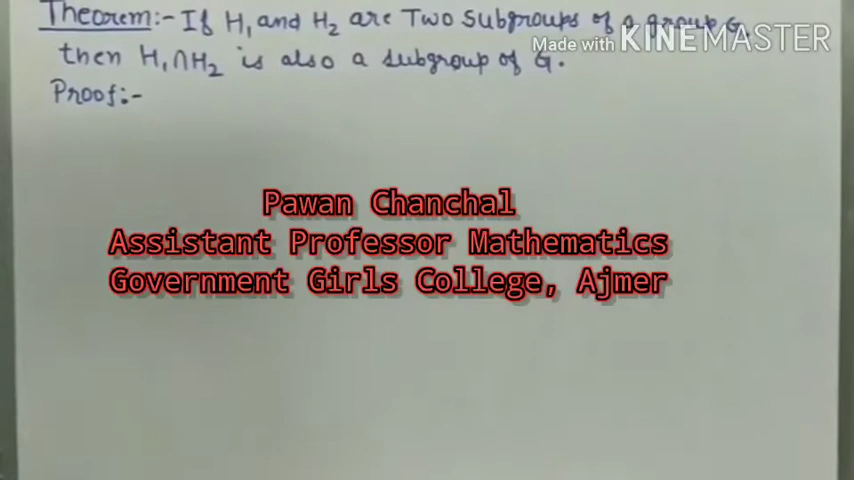 Theorem:- If H₁ and H₂ are Two subgroups of a group G,
Made with KINEMASTER
then H₁∩H₂ is also a subgroup of G.
Proof:-
Pawan Chanchal
Assistant Professor Mathematics
Government Girls College, Ajmer